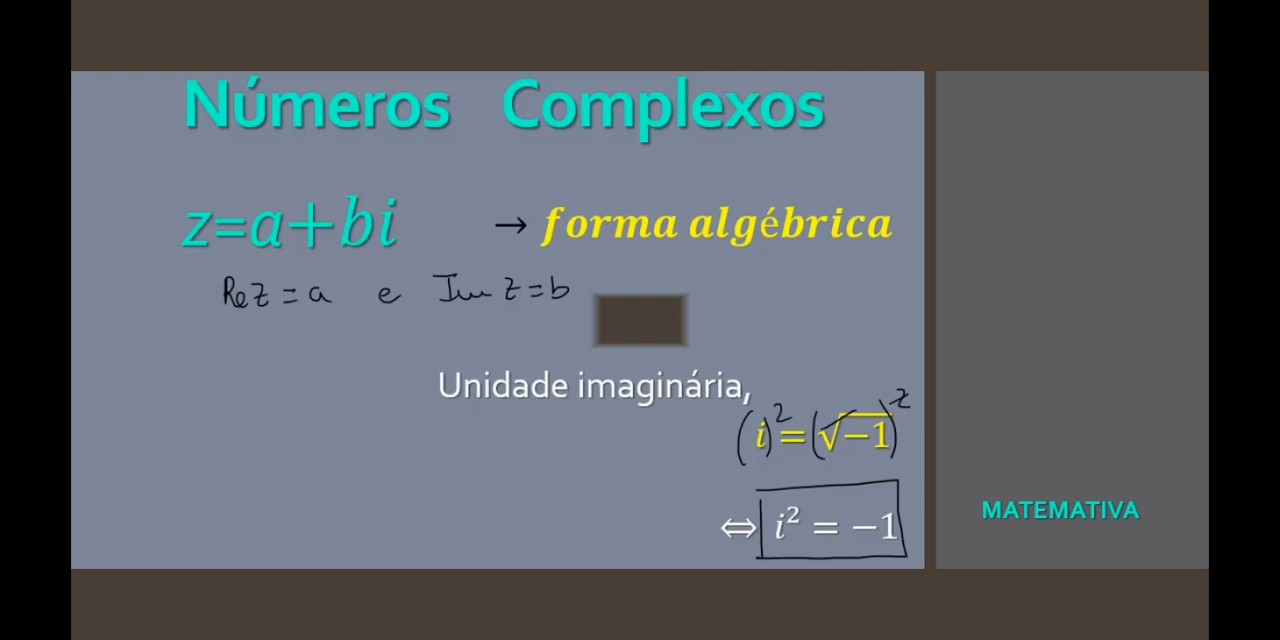 Números Complexos
z=a+bi → forma algébrica
Re z = a e Im z = b
Unidade imaginária,
(i)² = (√−1)²
⇔ i² = −1
MATEMATIVA